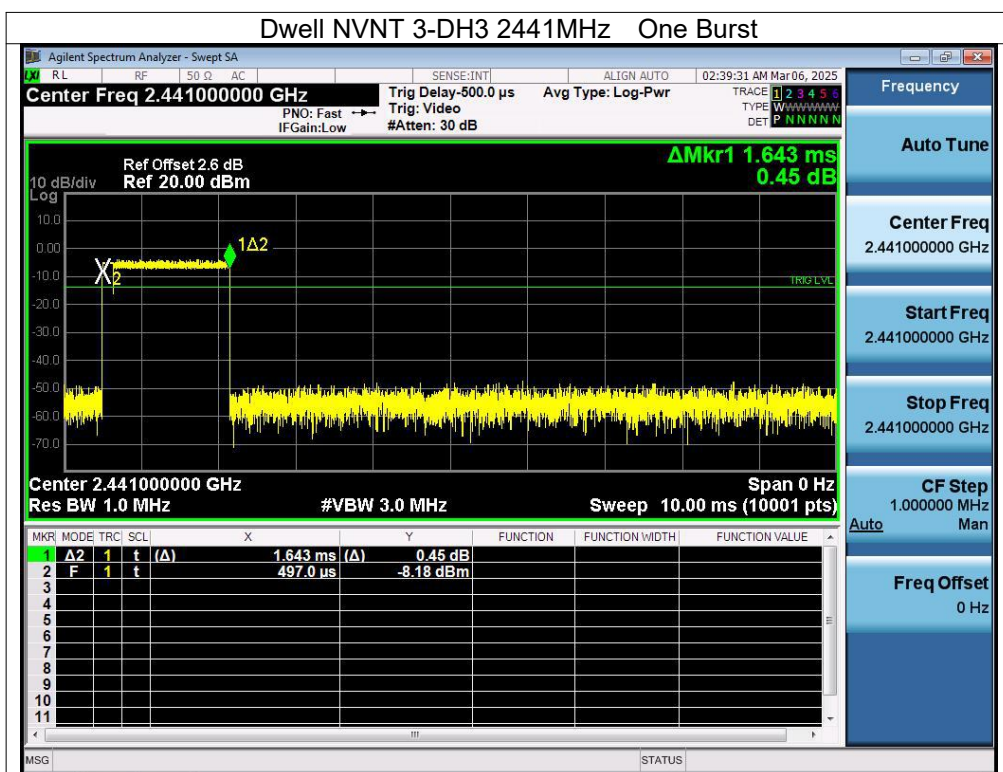 Dwell NVNT 3-DH3 2441MHz One Burst
Agilent Spectrum Analyzer - Swept SA
LXI RL RF 50 Ω AC SENSE:INT ALIGN AUTO 02:39:31 AM Mar 06, 2025
Center Freq 2.441000000 GHz Trig Delay-500.0 µs Avg Type: Log-Pwr TRACE 1 2 3 4 5 6
PNO: Fast Trig: Video TYPE WWWWWW
IFGain:Low #Atten: 30 dB DET P N N N N N
ΔMkr1 1.643 ms
0.45 dB
Ref Offset 2.6 dB
10 dB/div Ref 20.00 dBm
Log
10.0
0.00
-10.0
-20.0
-30.0
-40.0
-50.0
-60.0
-70.0
1Δ2
2
TRIG LVL
Center 2.441000000 GHz Span 0 Hz
Res BW 1.0 MHz #VBW 3.0 MHz Sweep 10.00 ms (10001 pts)
MKR MODE TRC SCL X Y FUNCTION FUNCTION WIDTH FUNCTION VALUE
1 Δ2 1 t (Δ) 1.643 ms (Δ) 0.45 dB
2 F 1 t 497.0 µs -8.18 dBm
3
4
5
6
7
8
9
10
11
MSG STATUS
Frequency
Auto Tune
Center Freq
2.441000000 GHz
Start Freq
2.441000000 GHz
Stop Freq
2.441000000 GHz
CF Step
1.000000 MHz
Auto Man
Freq Offset
0 Hz